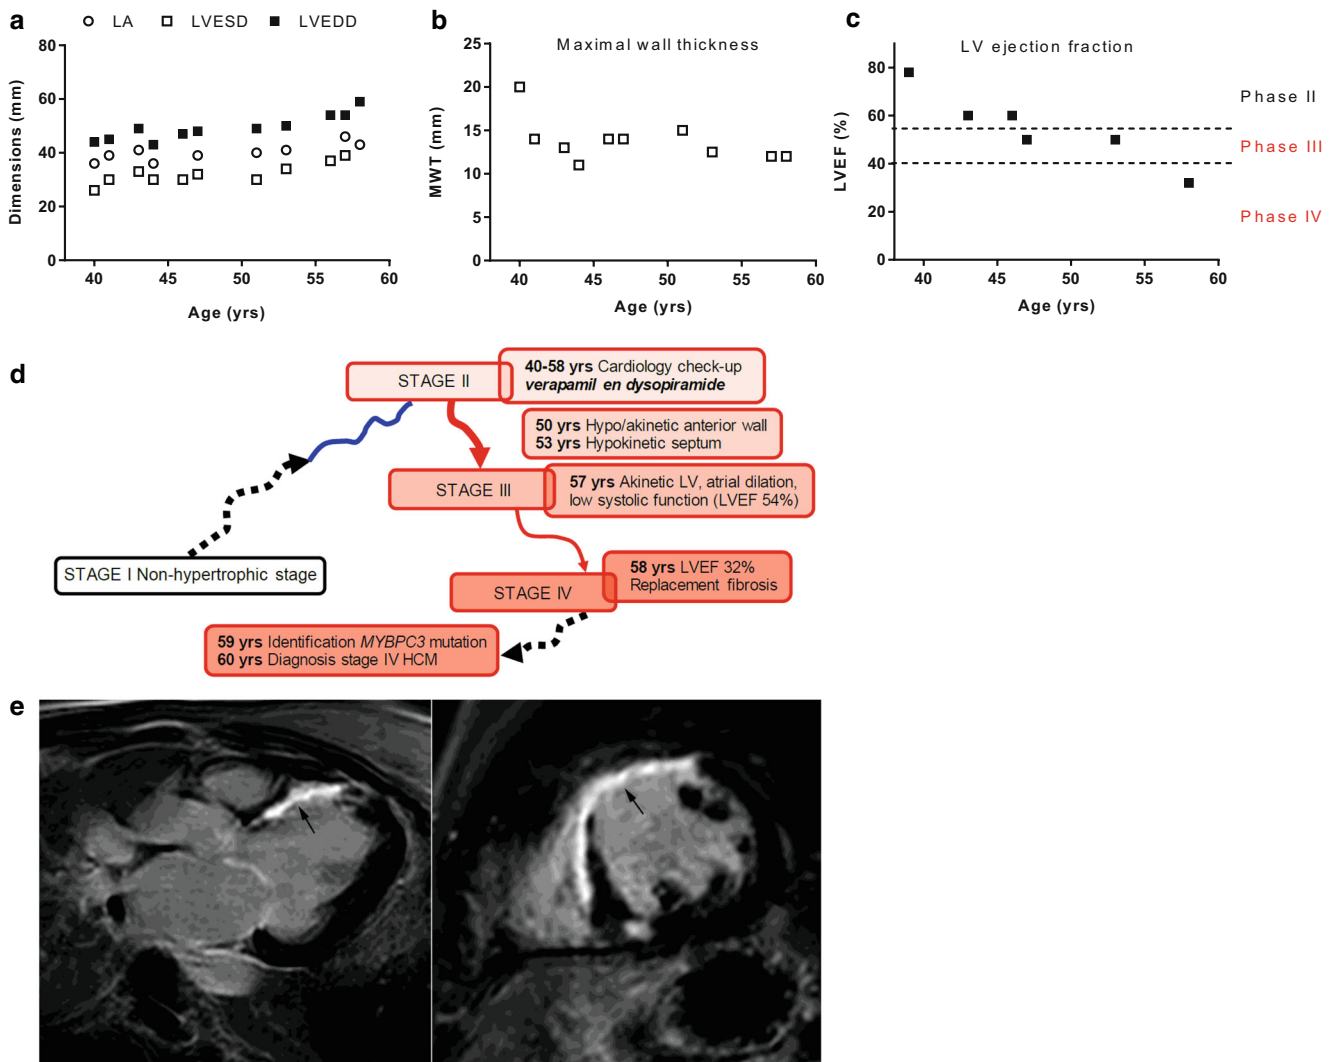 a
LA LVESD LVEDD
80
60
40
20
0
Dimensions (mm)
40 45 50 55 60
Age (yrs)
b
Maximal wall thickness
25
20
15
10
5
0
MWT (mm)
40 45 50 55 60
Age (yrs)
c
LV ejection fraction
80
60
40
20
0
LVEF (%)
40 45 50 55 60
Age (yrs)
Phase II
Phase III
Phase IV
d
STAGE II
40-58 yrs Cardiology check-up
verapamil en dysopiramide
50 yrs Hypo/akinetic anterior wall
53 yrs Hypokinetic septum
STAGE III
57 yrs Akinetic LV, atrial dilation,
low systolic function (LVEF 54%)
STAGE I Non-hypertrophic stage
STAGE IV
58 yrs LVEF 32%
Replacement fibrosis
59 yrs Identification MYBPC3 mutation
60 yrs Diagnosis stage IV HCM
e